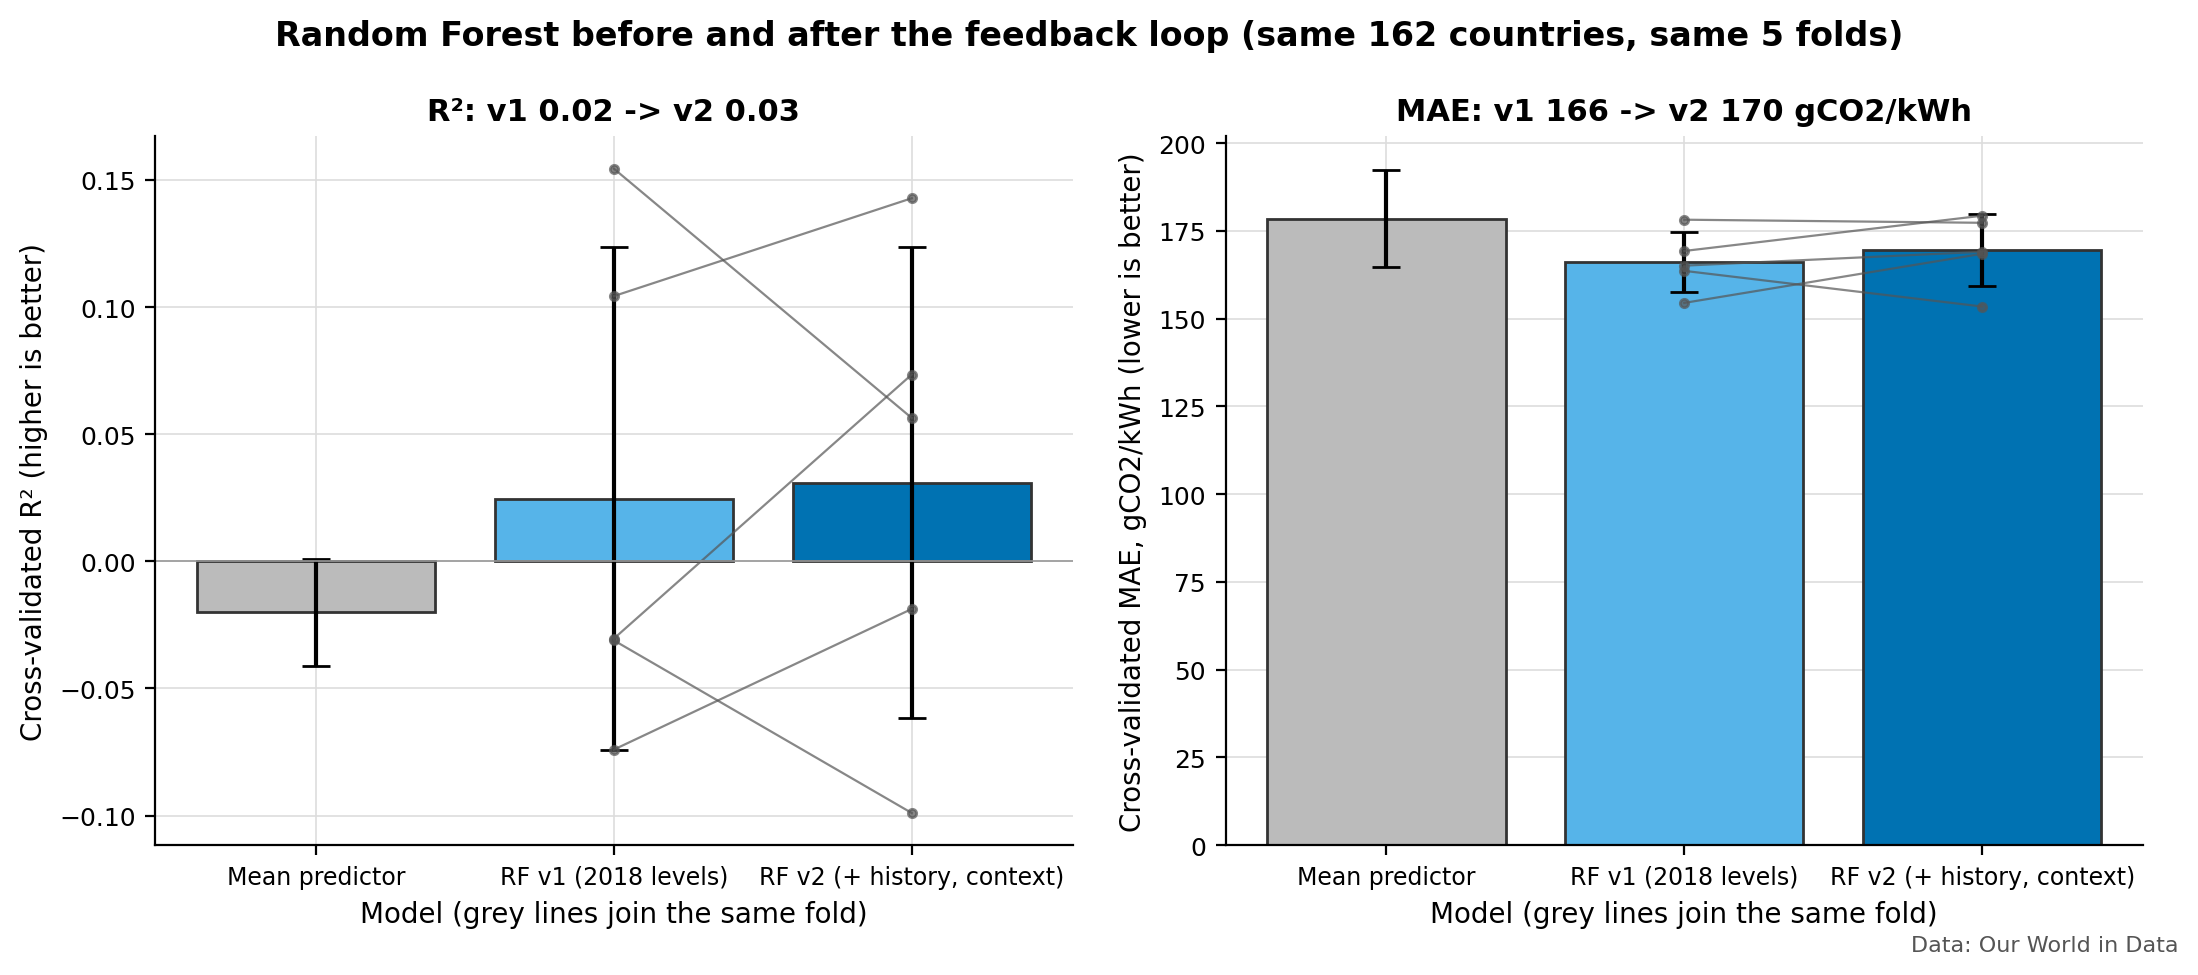 Random Forest before and after the feedback loop (same 162 countries, same 5 folds)
R²: v1 0.02 -> v2 0.03
Cross-validated R² (higher is better)
0.15
0.10
0.05
0.00
−0.05
−0.10
Mean predictor
RF v1 (2018 levels)
RF v2 (+ history, context)
Model (grey lines join the same fold)
MAE: v1 166 -> v2 170 gCO2/kWh
Cross-validated MAE, gCO2/kWh (lower is better)
200
175
150
125
100
75
50
25
0
Mean predictor
RF v1 (2018 levels)
RF v2 (+ history, context)
Model (grey lines join the same fold)
Data: Our World in Data